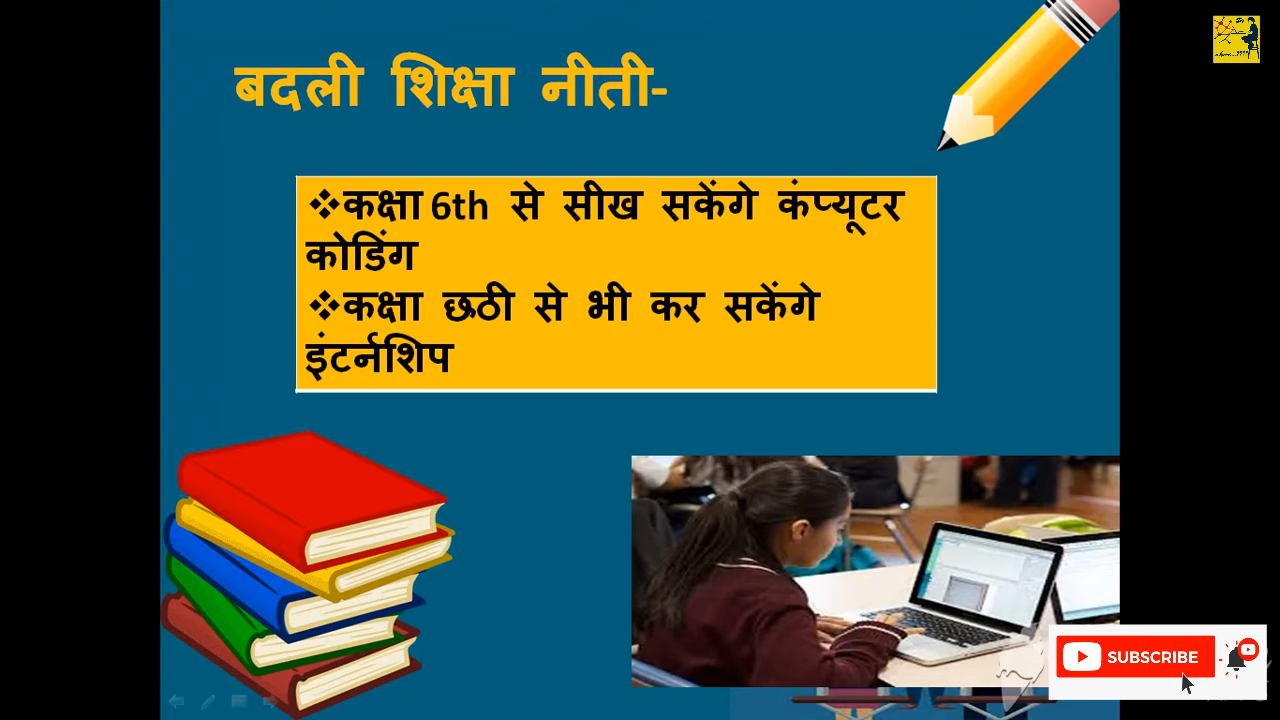 बदली शिक्षा नीती-
❖कक्षा 6th से सीख सकेंगे कंप्यूटर
कोडिंग
❖कक्षा छठी से भी कर सकेंगे
इंटर्नशिप
SUBSCRIBE